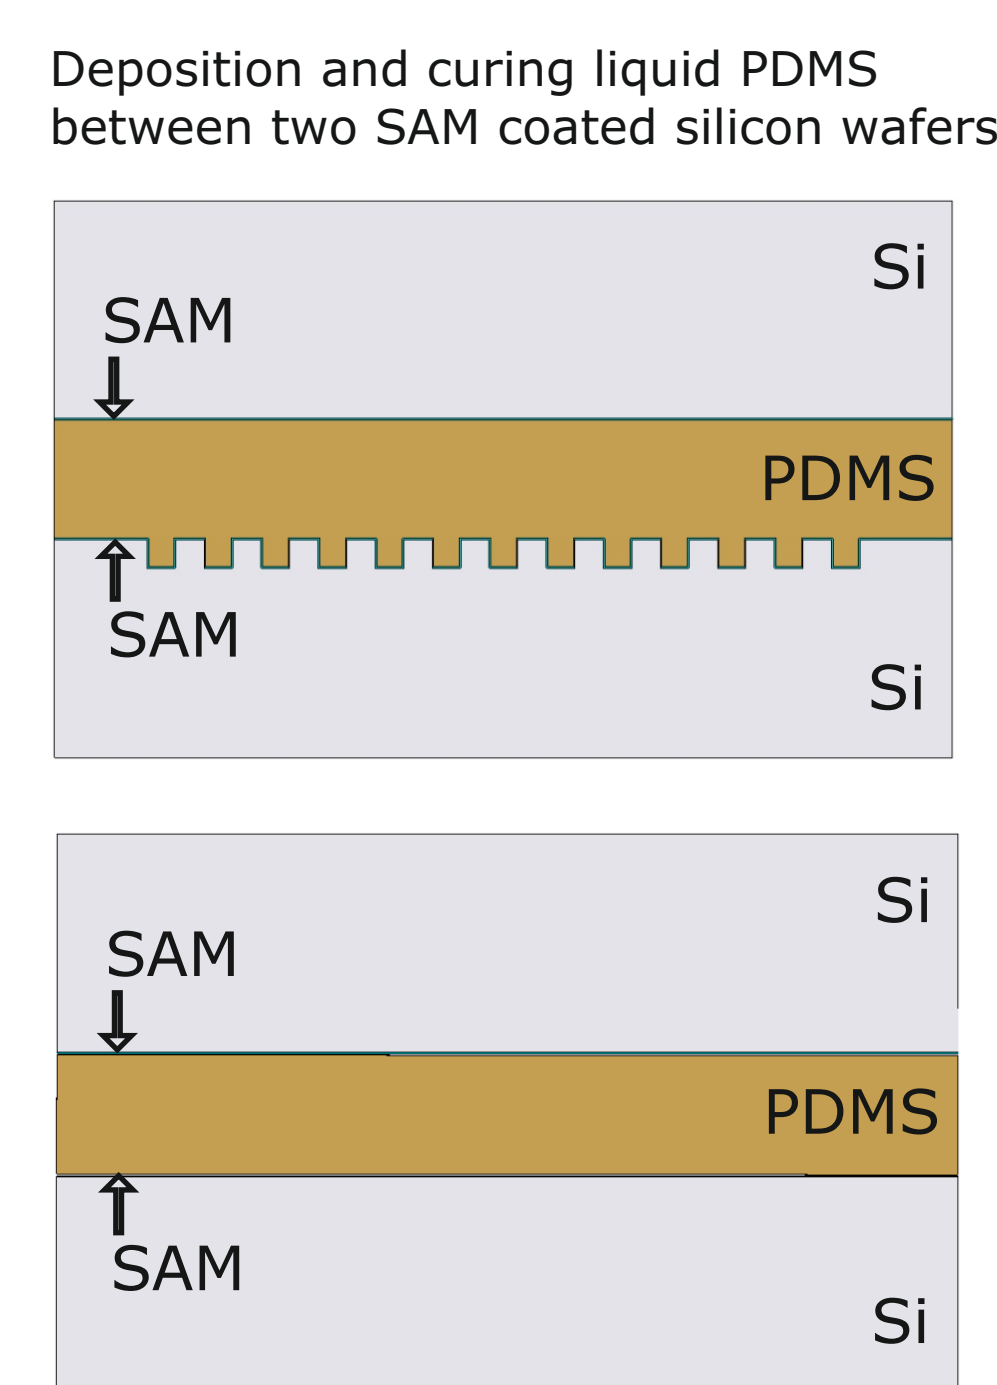 Deposition and curing liquid PDMS
between two SAM coated silicon wafers
Si
SAM
PDMS
SAM
Si
Si
SAM
PDMS
SAM
Si